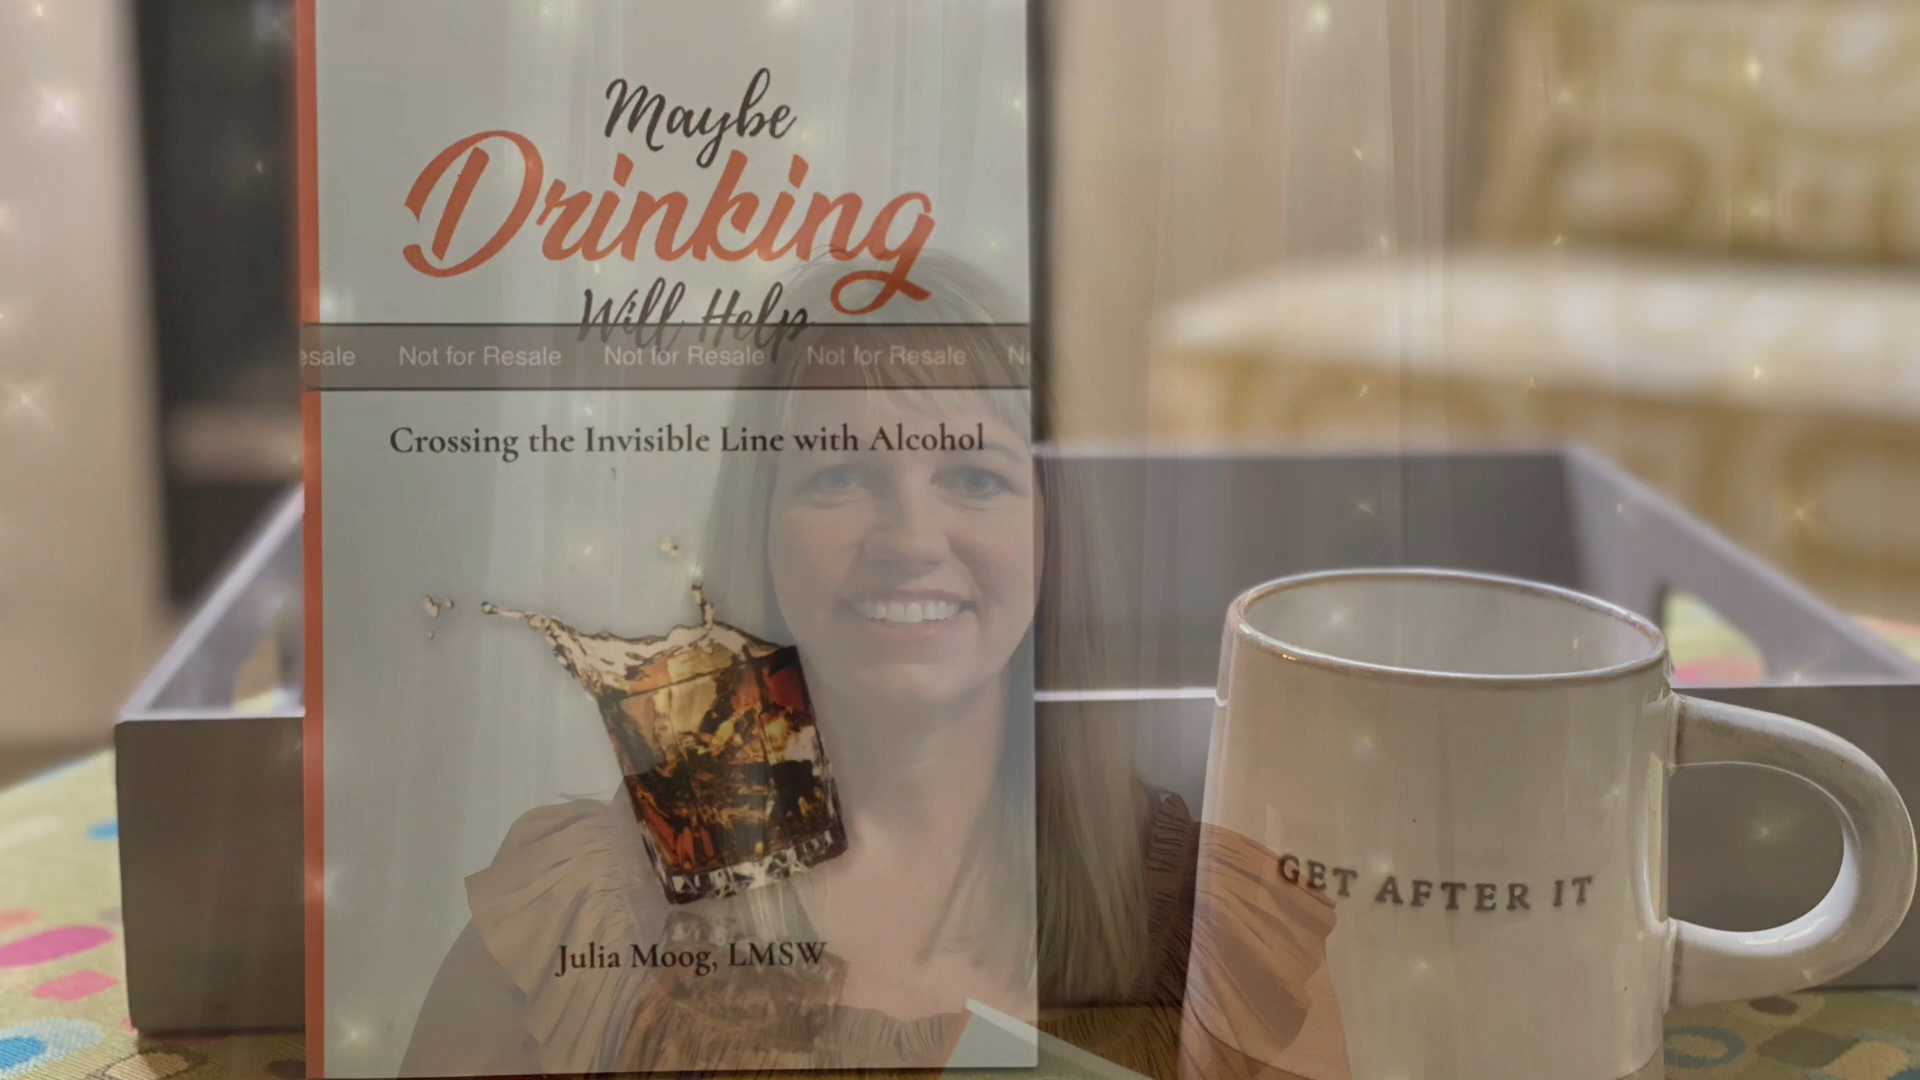 Maybe
Drinking
Will Help
esale Not for Resale Not for Resale Not for Resale
Crossing the Invisible Line with Alcohol
Julia Moog, LMSW
GET AFTER IT